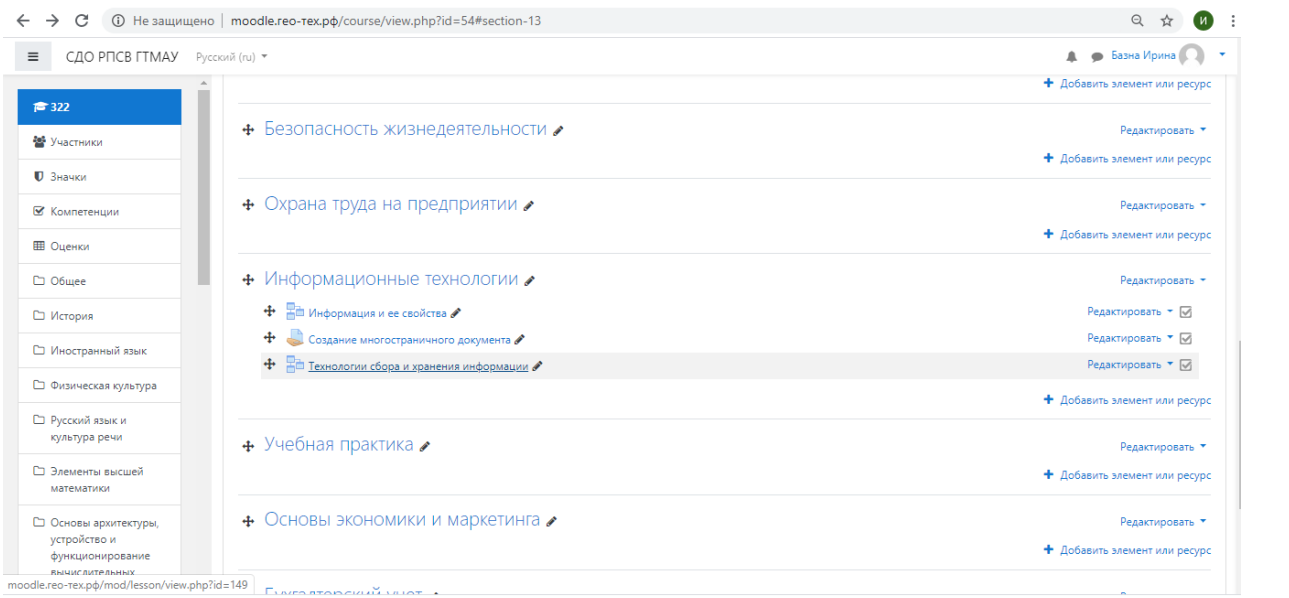 Не защищено | moodle.гео-тех.рф/course/view.php?id=54#section-13
И
СДО РПСВ ГТМАУ Русский (ru)
Базна Ирина
322
Участники
Значки
Компетенции
Оценки
Общее
История
Иностранный язык
Физическая культура
Русский язык и
культура речи
Элементы высшей
математики
Основы архитектуры,
устройство и
функционирование
вычислительных
Добавить элемент или ресурс
Безопасность жизнедеятельности
Редактировать
Добавить элемент или ресурс
Охрана труда на предприятии
Редактировать
Добавить элемент или ресурс
Информационные технологии
Редактировать
Информация и ее свойства
Редактировать
Создание многостраничного документа
Редактировать
Технологии сбора и хранения информации
Редактировать
Добавить элемент или ресурс
Учебная практика
Редактировать
Добавить элемент или ресурс
Основы экономики и маркетинга
Редактировать
Добавить элемент или ресурс
Бухгалтерский учет
moodle.гео-тех.рф/mod/lesson/view.php?id=149